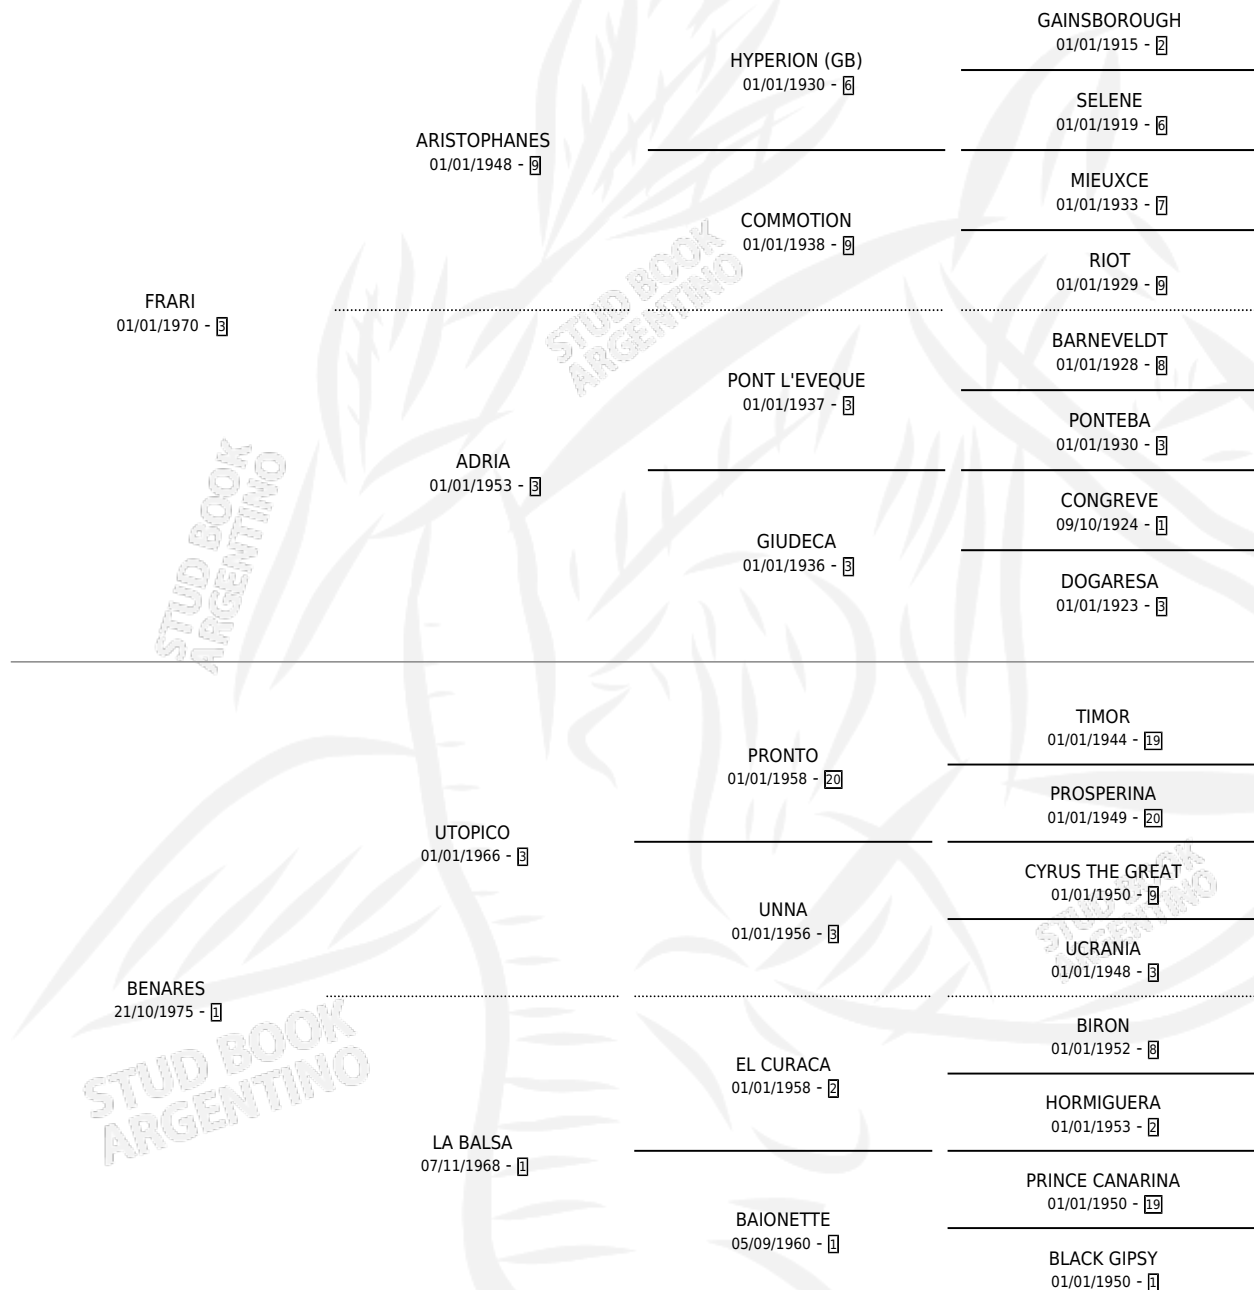 GAINSBOROUGH
01/01/1915 - 2
HYPERION (GB)
01/01/1930 - 6
SELENE
01/01/1919 - 6
ARISTOPHANES
01/01/1948 - 9
MIEUXCE
01/01/1933 - 7
COMMOTION
01/01/1938 - 9
RIOT
01/01/1929 - 9
FRARI
01/01/1970 - 3
STUD BOOK
ARGENTINO
BARNEVELDT
01/01/1928 - 8
PONT L'EVEQUE
01/01/1937 - 3
PONTEBA
01/01/1930 - 3
ADRIA
01/01/1953 - 3
CONGREVE
09/10/1924 - 1
GIUDECA
01/01/1936 - 3
DOGARESA
01/01/1923 - 3
STUD BOOK
ARGENTINO
TIMOR
01/01/1944 - 19
PRONTO
01/01/1958 - 20
PROSPERINA
01/01/1949 - 20
UTOPICO
01/01/1966 - 3
CYRUS THE GREAT
01/01/1950 - 9
UNNA
01/01/1956 - 3
STUD BOOK
ARGENTINO
UCRANIA
01/01/1948 - 3
BENARES
21/10/1975 - 1
BIRON
01/01/1952 - 8
EL CURACA
01/01/1958 - 2
HORMIGUERA
01/01/1953 - 2
STUD BOOK
ARGENTINO
LA BALSA
07/11/1968 - 1
PRINCE CANARINA
01/01/1950 - 19
BAIONETTE
05/09/1960 - 1
BLACK GIPSY
01/01/1950 - 1